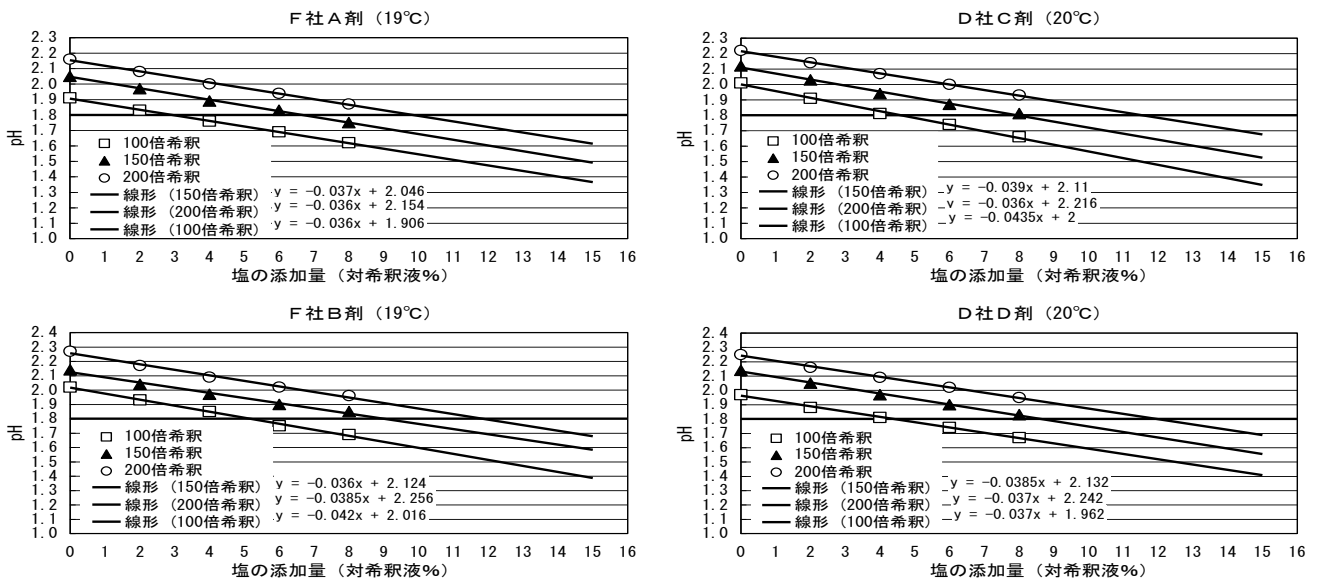 F社A剤 (19℃)
2.3
2.2
2.1
2.0
1.9
1.8
1.7
1.6
1.5
1.4
1.3
1.2
1.1
1.0
pH
100倍希釈
150倍希釈
200倍希釈
線形 (150倍希釈) y = -0.037x + 2.046
線形 (200倍希釈) y = -0.036x + 2.154
線形 (100倍希釈) y = -0.036x + 1.906
0 1 2 3 4 5 6 7 8 9 10 11 12 13 14 15 16
塩の添加量 (対希釈液%)
D社C剤 (20℃)
2.3
2.2
2.1
2.0
1.9
1.8
1.7
1.6
1.5
1.4
1.3
1.2
1.1
1.0
pH
100倍希釈
150倍希釈
200倍希釈
線形 (150倍希釈) y = -0.039x + 2.11
線形 (200倍希釈) y = -0.036x + 2.216
線形 (100倍希釈) y = -0.0435x + 2
0 1 2 3 4 5 6 7 8 9 10 11 12 13 14 15 16
塩の添加量 (対希釈液%)
F社B剤 (19℃)
2.4
2.3
2.2
2.1
2.0
1.9
1.8
1.7
1.6
1.5
1.4
1.3
1.2
1.1
1.0
pH
100倍希釈
150倍希釈
200倍希釈
線形 (150倍希釈) y = -0.036x + 2.124
線形 (200倍希釈) y = -0.0385x + 2.256
線形 (100倍希釈) y = -0.042x + 2.016
0 1 2 3 4 5 6 7 8 9 10 11 12 13 14 15 16
塩の添加量 (対希釈液%)
D社D剤 (20℃)
2.4
2.3
2.2
2.1
2.0
1.9
1.8
1.7
1.6
1.5
1.4
1.3
1.2
1.1
1.0
pH
100倍希釈
150倍希釈
200倍希釈
線形 (150倍希釈) y = -0.0385x + 2.132
線形 (200倍希釈) y = -0.037x + 2.242
線形 (100倍希釈) y = -0.037x + 1.962
0 1 2 3 4 5 6 7 8 9 10 11 12 13 14 15 16
塩の添加量 (対希釈液%)